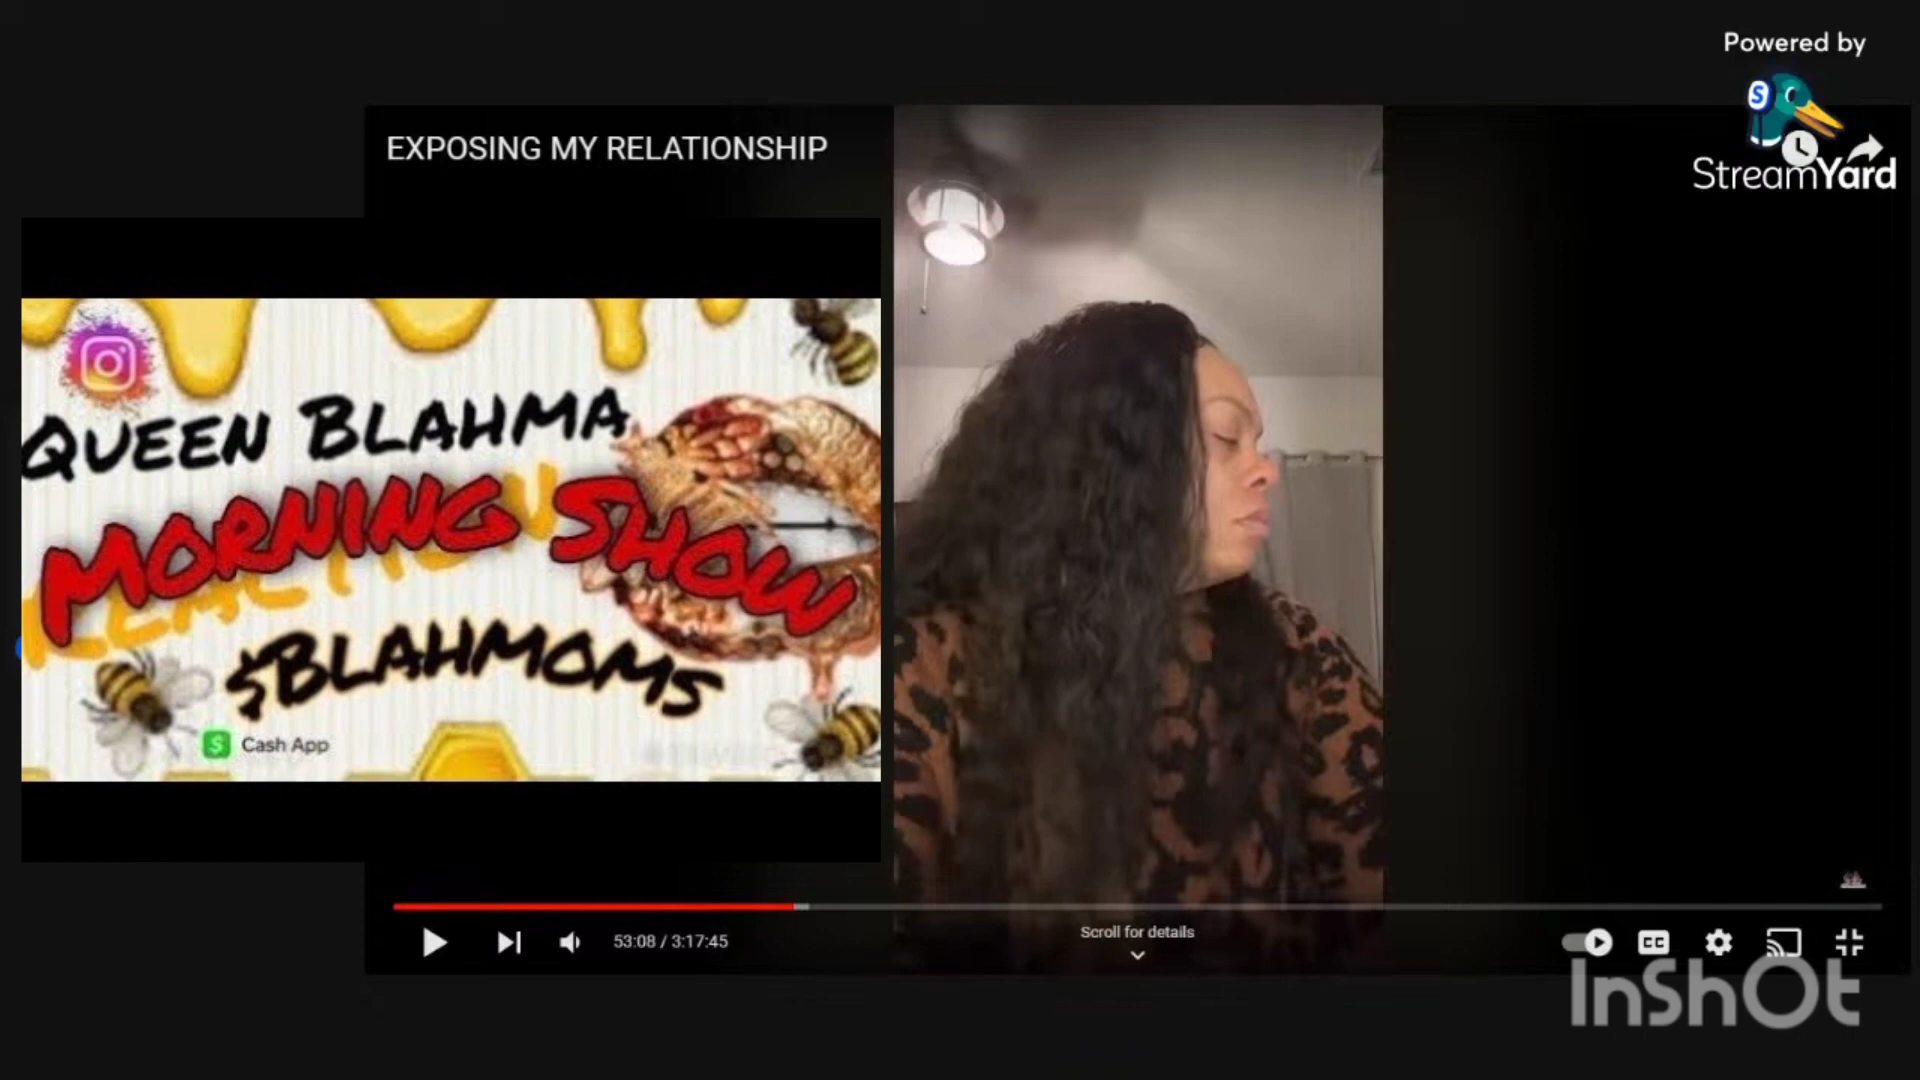 Powered by
StreamYard
EXPOSING MY RELATIONSHIP
QUEEN BLAHMA
MORNING SHOW
$BLAHMOMS
$ Cash App
53:08 / 3:17:45
Scroll for details
CC
InShOt